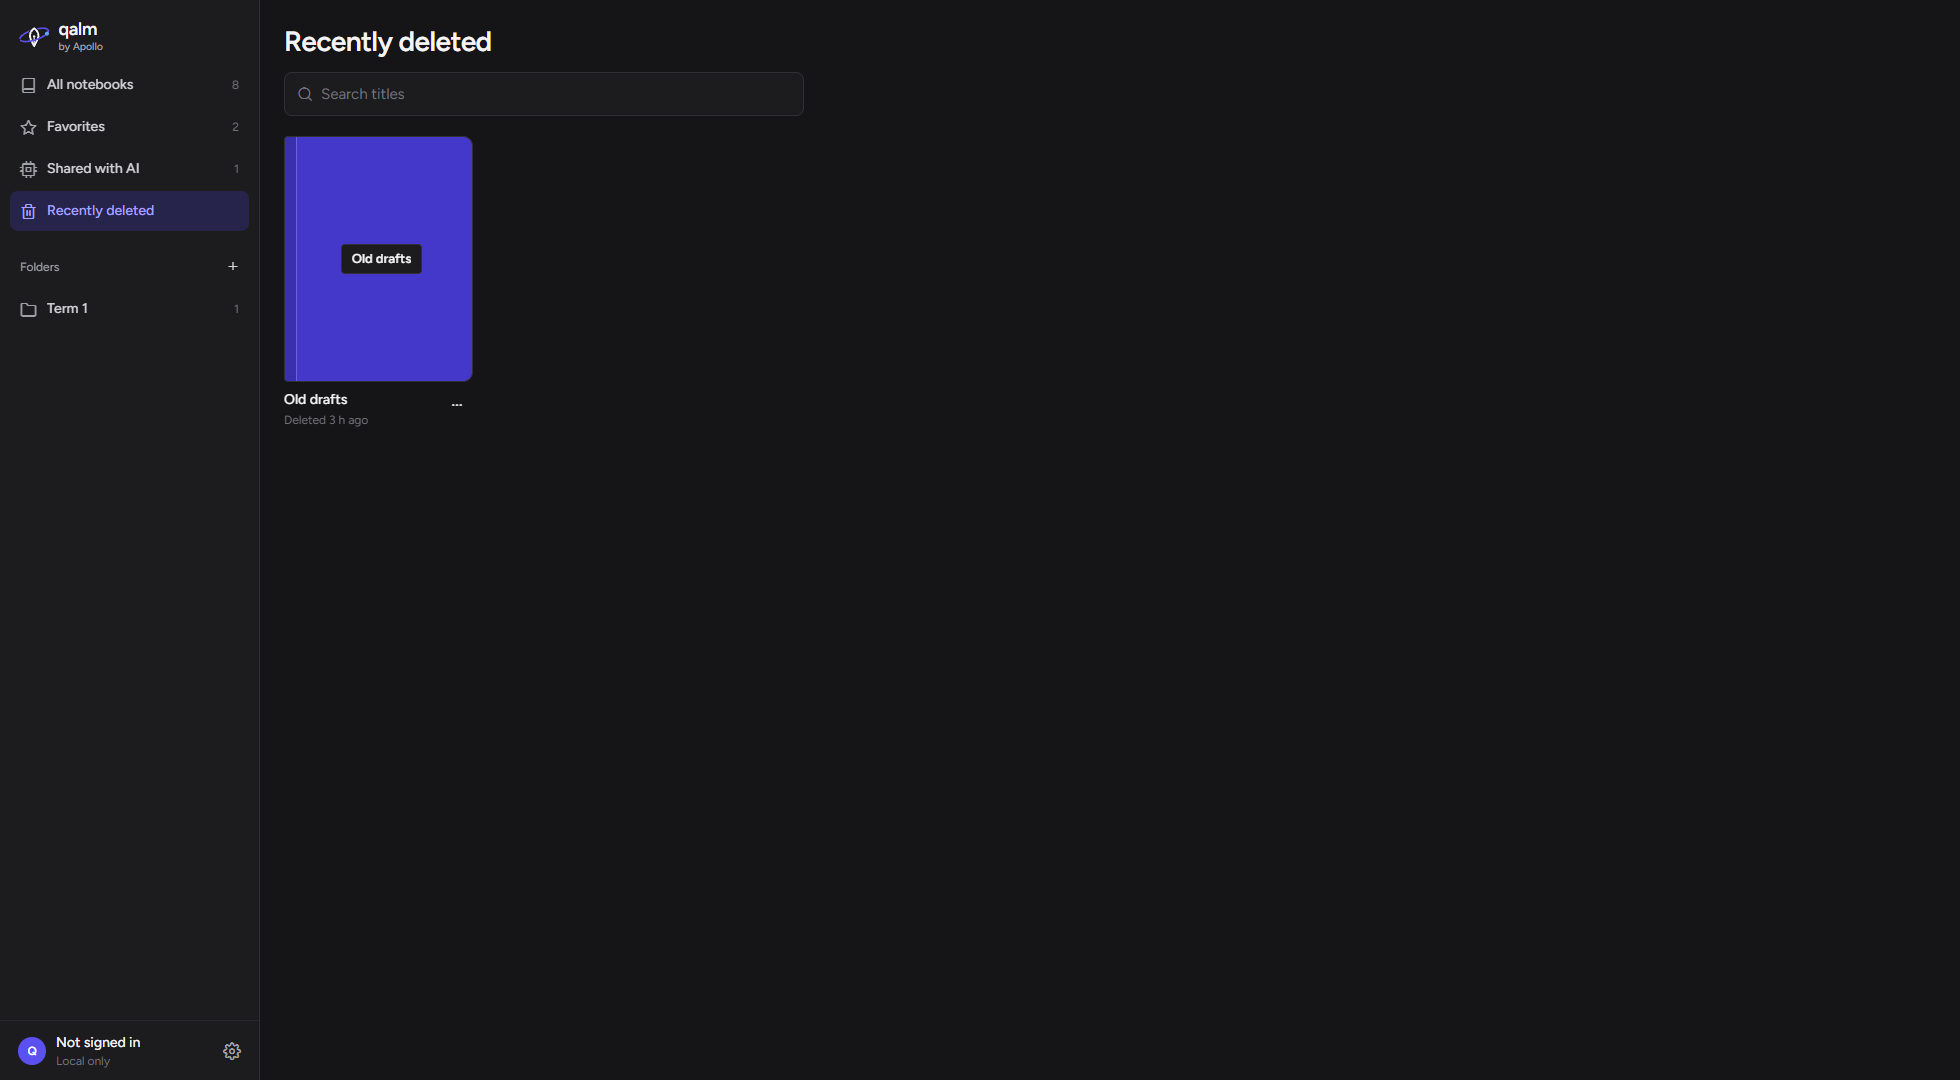 qalm
by Apollo
All notebooks 8
Favorites 2
Shared with AI 1
Recently deleted
Folders +
Term 1 1
Not signed in
Local only
Q
Recently deleted
Search titles
Old drafts
Old drafts ...
Deleted 3 h ago